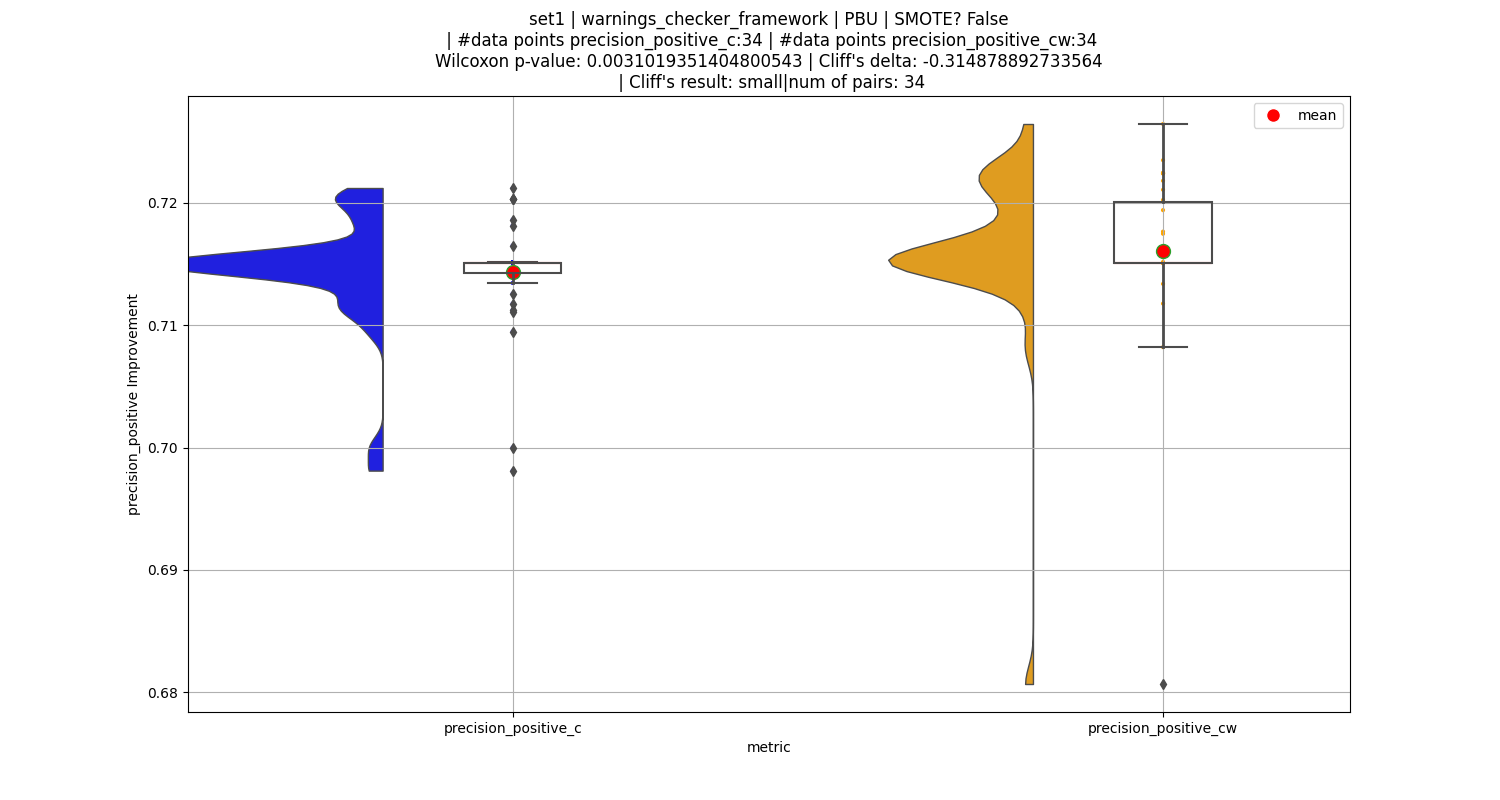 set1 | warnings_checker_framework | PBU | SMOTE? False
| #data points precision_positive_c:34 | #data points precision_positive_cw:34
Wilcoxon p-value: 0.0031019351404800543 | Cliff's delta: -0.314878892733564
| Cliff's result: small|num of pairs: 34
mean
0.72
0.71
0.70
0.69
0.68
precision_positive Improvement
precision_positive_c
precision_positive_cw
metric